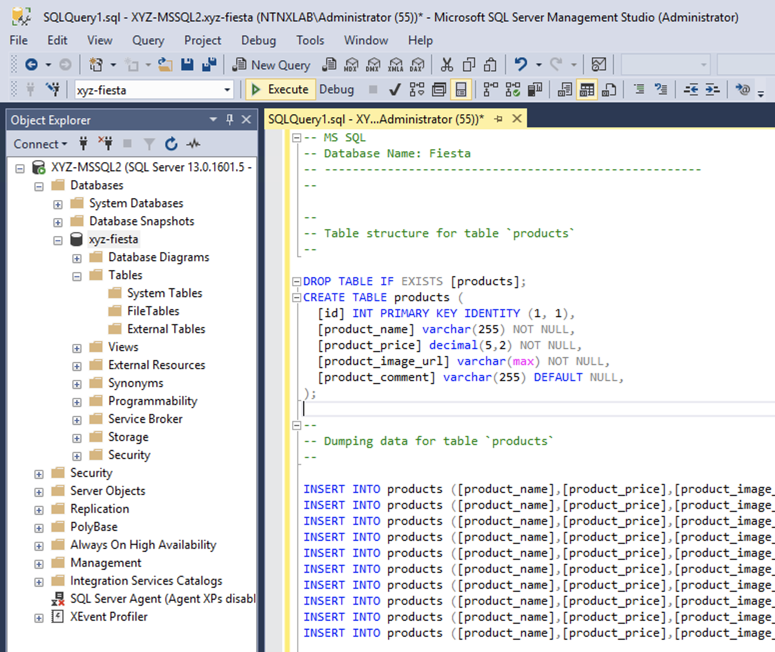 SQLQuery1.sql - XYZ-MSSQL2.xyz-fiesta (NTNXLAB\Administrator (55))* - Microsoft SQL Server Management Studio (Administrator)
File Edit View Query Project Debug Tools Window Help
New Query MDX DMX XMLA DAX
xyz-fiesta Execute Debug
Object Explorer
SQLQuery1.sql - XY...Administrator (55))*
Connect
XYZ-MSSQL2 (SQL Server 13.0.1601.5 -
Databases
System Databases
Database Snapshots
xyz-fiesta
Database Diagrams
Tables
System Tables
FileTables
External Tables
Views
External Resources
Synonyms
Programmability
Service Broker
Storage
Security
Security
Server Objects
Replication
PolyBase
Always On High Availability
Management
Integration Services Catalogs
SQL Server Agent (Agent XPs disabl
XEvent Profiler
-- MS SQL
-- Database Name: Fiesta
-- -------------------------------------------------
--
--
-- Table structure for table `products`
--
DROP TABLE IF EXISTS [products];
CREATE TABLE products (
[id] INT PRIMARY KEY IDENTITY (1, 1),
[product_name] varchar(255) NOT NULL,
[product_price] decimal(5,2) NOT NULL,
[product_image_url] varchar(max) NOT NULL,
[product_comment] varchar(255) DEFAULT NULL,
);
--
-- Dumping data for table `products`
--
INSERT INTO products ([product_name],[product_price],[product_image_
INSERT INTO products ([product_name],[product_price],[product_image_
INSERT INTO products ([product_name],[product_price],[product_image_
INSERT INTO products ([product_name],[product_price],[product_image_
INSERT INTO products ([product_name],[product_price],[product_image_
INSERT INTO products ([product_name],[product_price],[product_image_
INSERT INTO products ([product_name],[product_price],[product_image_
INSERT INTO products ([product_name],[product_price],[product_image_
INSERT INTO products ([product_name],[product_price],[product_image_
INSERT INTO products ([product_name],[product_price],[product_image_